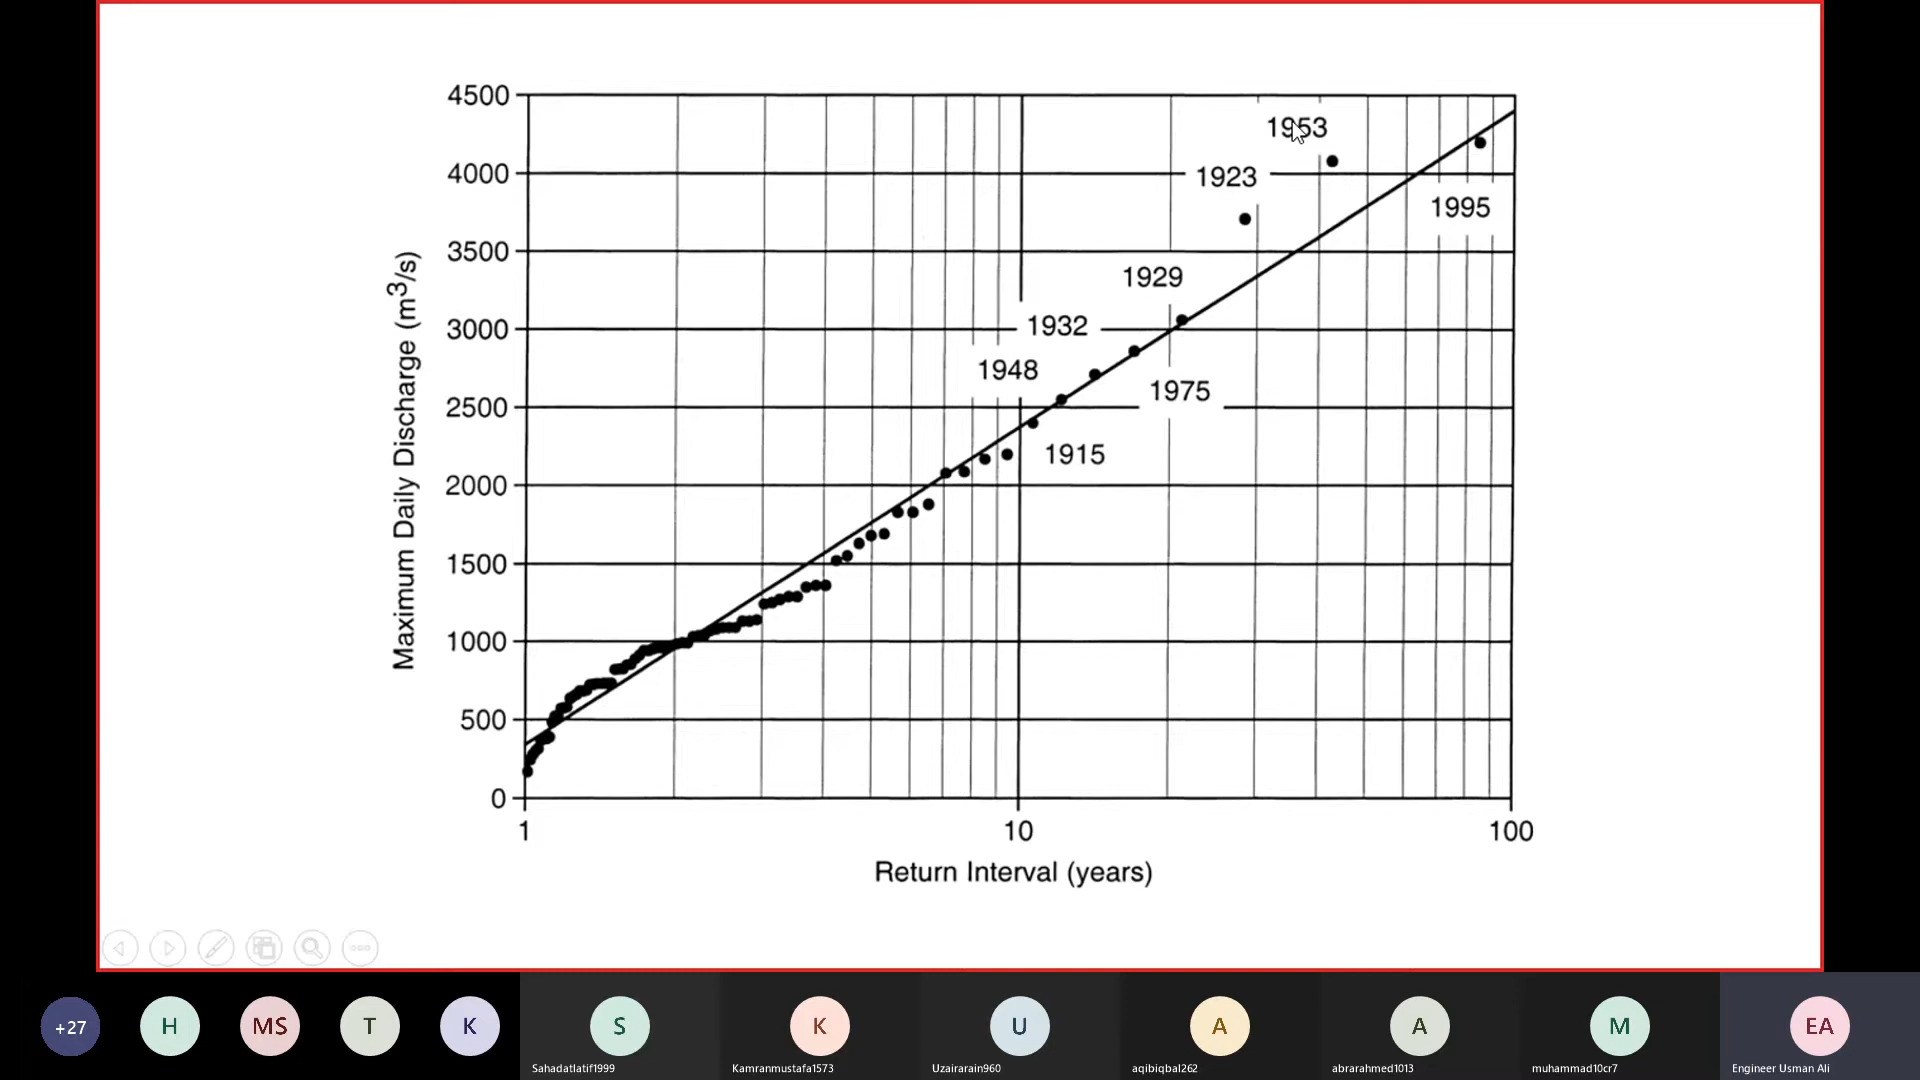 4500
4000
3500
3000
2500
2000
1500
1000
500
0
Maximum Daily Discharge (m3/s)
1953
1923
1995
1929
1932
1948
1975
1915
1
10
100
Return Interval (years)
+27
H
MS
T
K
S
K
U
A
A
M
EA
Sahadatlatif1999
Kamranmustafa1573
Uzairarain960
aqibiqbal262
abrarahmed1013
muhammad10cr7
Engineer Usman Ali